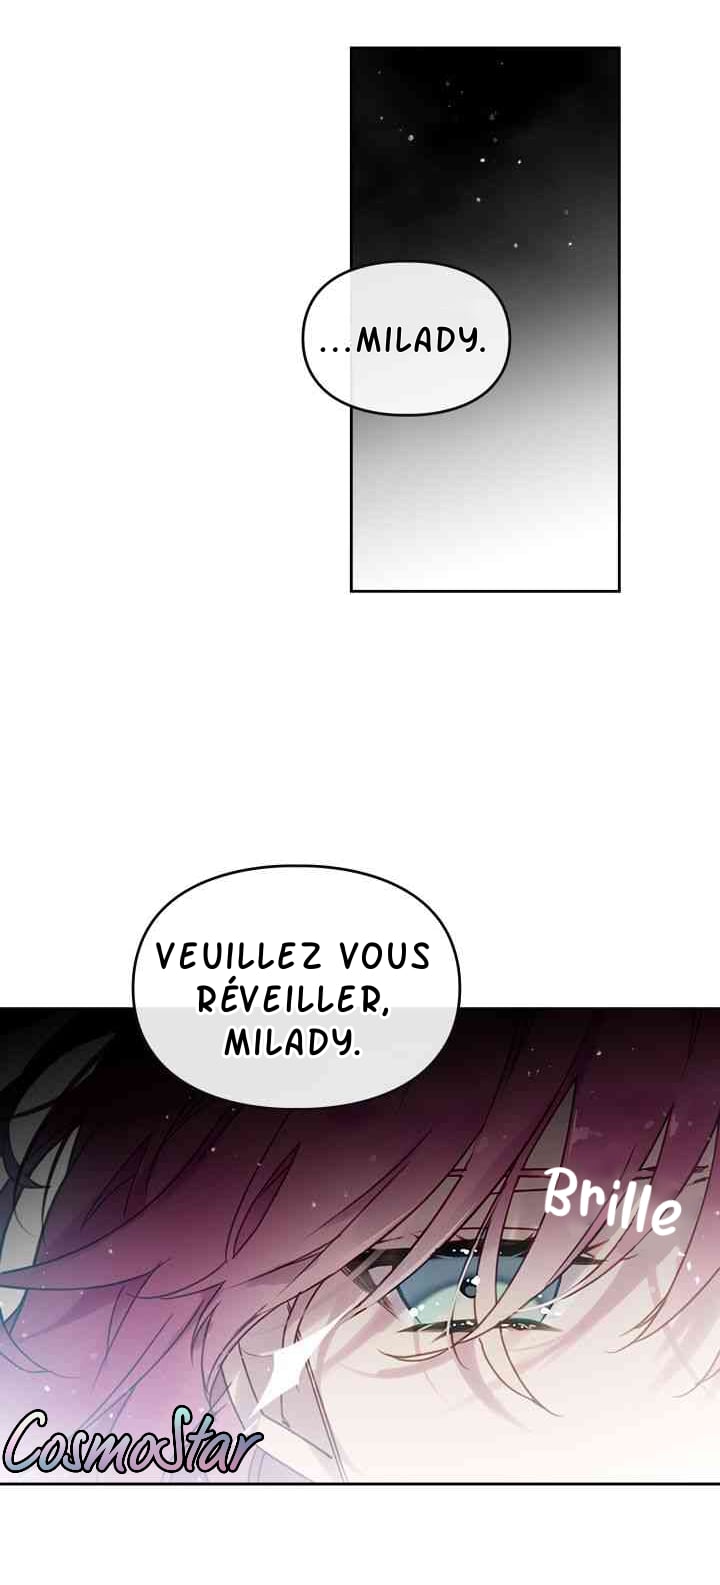 ...MILADY.
VEUILLEZ VOUS
RÉVEILLER,
MILADY.
Brille
CosmoStar